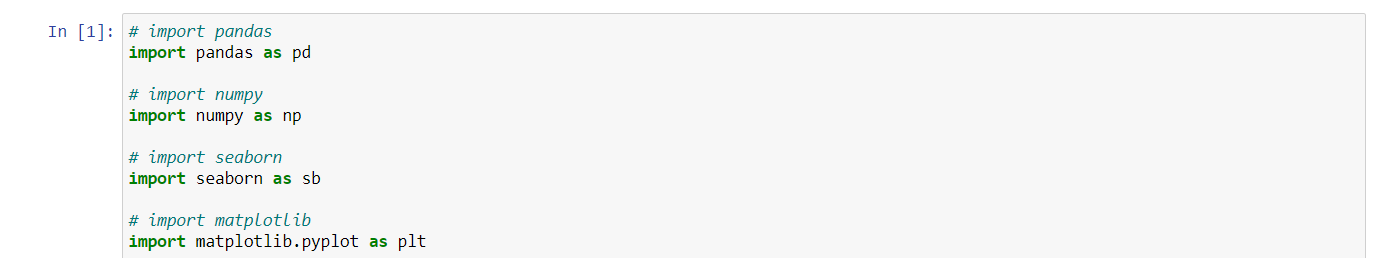 In [1]: # import pandas
import pandas as pd
# import numpy
import numpy as np
# import seaborn
import seaborn as sb
# import matplotlib
import matplotlib.pyplot as plt